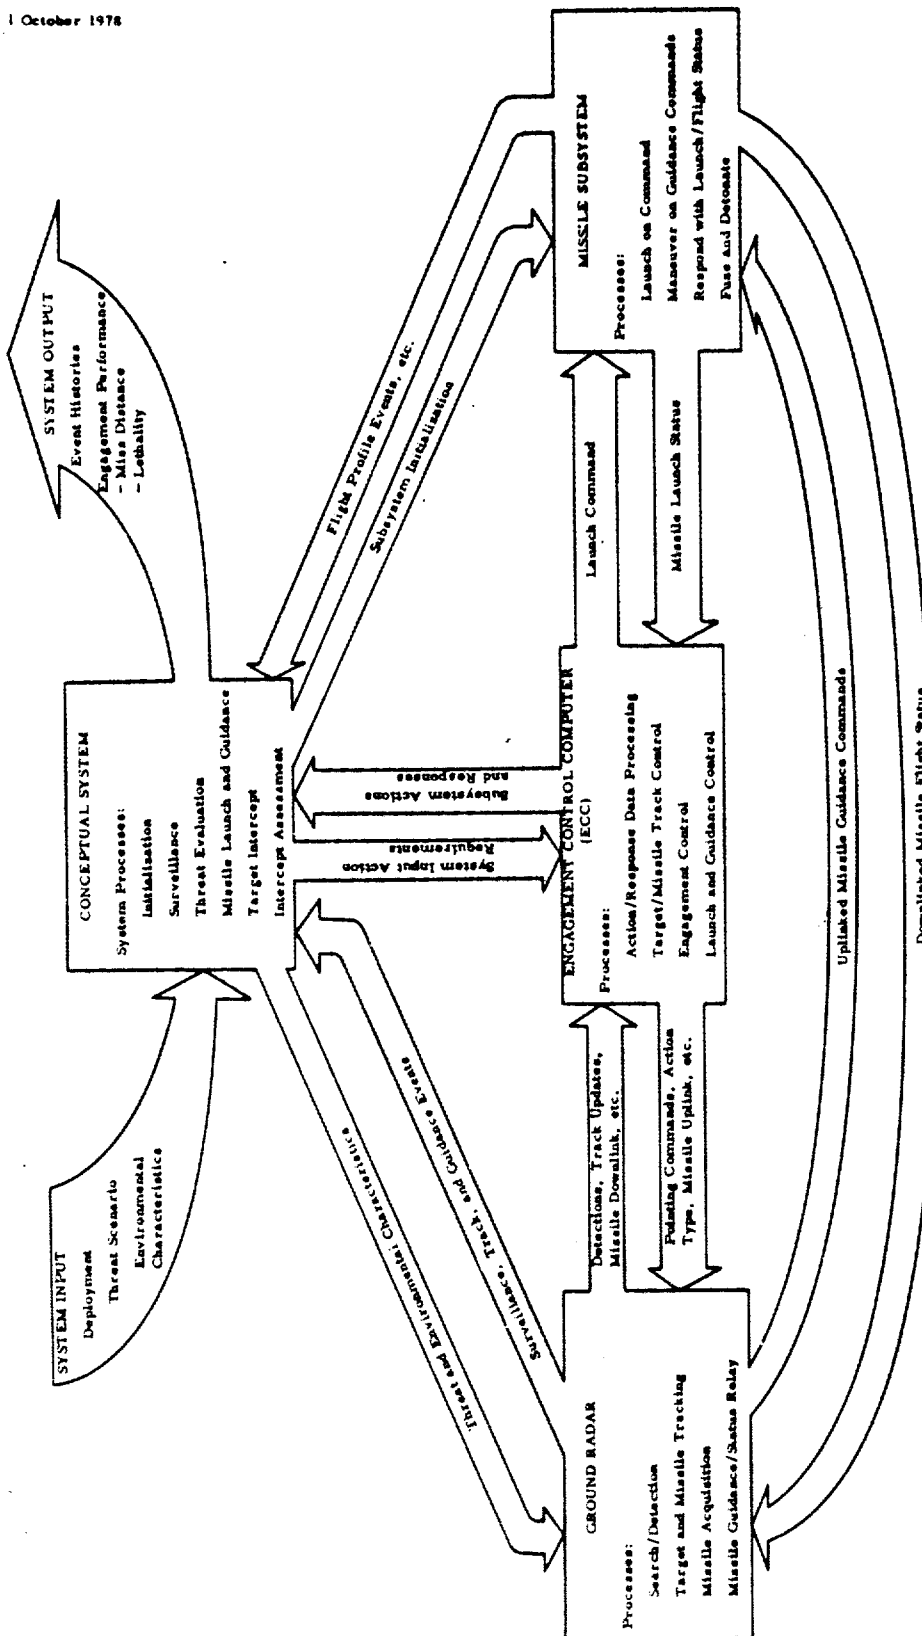 1 October 1978
SYSTEM INPUT
Deployment
Threat Scenario
Environmental
Characteristics
CONCEPTUAL SYSTEM
System Processes:
Initialization
Surveillance
Threat Evaluation
Missile Launch and Guidance
Target Intercept
Intercept Assessment
SYSTEM OUTPUT
Event Histories
Engagement Performance
- Miss Distance
- Lethality
Threat and Environmental Characteristics
Surveillance, Track, and Guidance Events
System Input Action
Requirements
Subsystem Actions
and Responses
Flight Profile Events, etc.
Subsystem Initialization
GROUND RADAR
Processes:
Search/Detection
Target and Missile Tracking
Missile Acquisition
Missile Guidance/Status Relay
Detections, Track Updates,
Missile Downlink, etc.
Pointing Commands, Action
Type, Missile Uplink, etc.
ENGAGEMENT CONTROL COMPUTER
(ECC)
Processes:
Action/Response Data Processing
Target/Missile Track Control
Engagement Control
Launch and Guidance Control
Launch Command
Missile Launch Status
MISSILE SUBSYSTEM
Processes:
Launch on Command
Maneuver on Guidance Commands
Respond with Launch/Flight Status
Fuse and Detonate
Uplinked Missile Guidance Commands
Downlinked Missile Flight Status